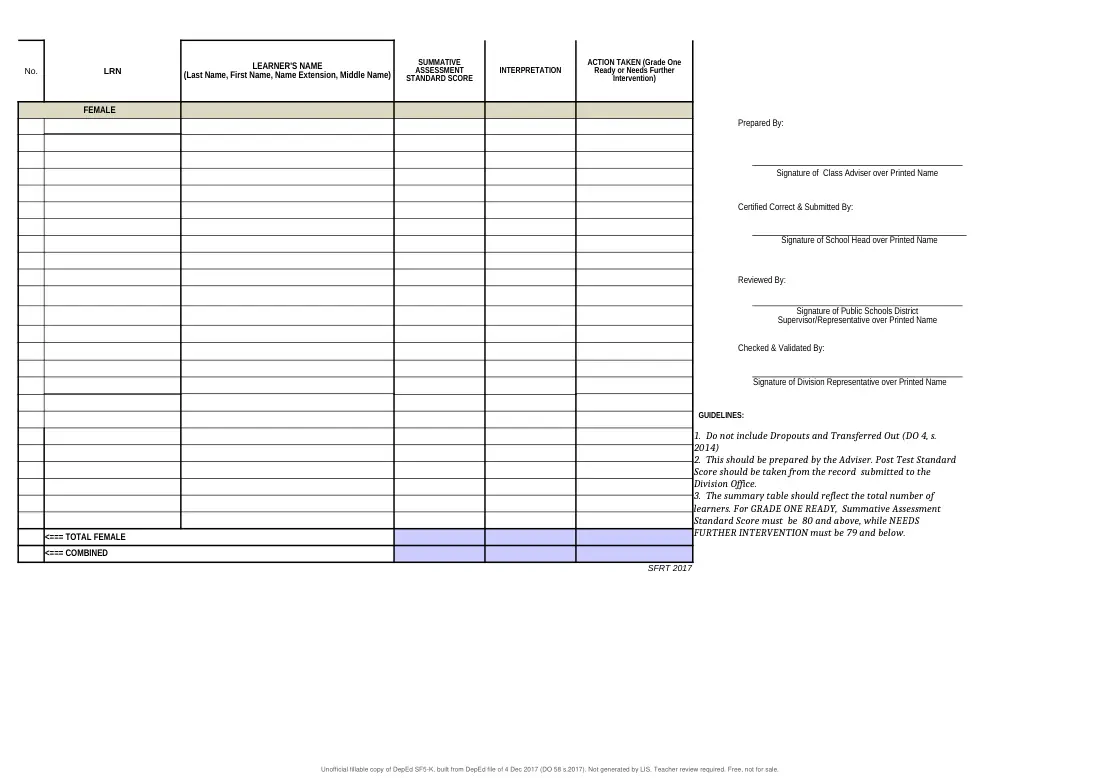 No.
LRN
LEARNER'S NAME
(Last Name, First Name, Name Extension, Middle Name)
SUMMATIVE
ASSESSMENT
STANDARD SCORE
INTERPRETATION
ACTION TAKEN (Grade One
Ready or Needs Further
Intervention)
FEMALE
<=== TOTAL FEMALE
<=== COMBINED
SFRT 2017
Prepared By:
Signature of  Class Adviser over Printed Name
Certified Correct & Submitted By:
Signature of School Head over Printed Name
Reviewed By:
Signature of Public Schools District
Supervisor/Representative over Printed Name
Checked & Validated By:
Signature of Division Representative over Printed Name
GUIDELINES:
1.  Do not include Dropouts and Transferred Out (DO 4, s.
2014)
2.  This should be prepared by the Adviser. Post Test Standard
Score should be taken from the record  submitted to the
Division Office.
3.  The summary table should reflect the total number of
learners. For GRADE ONE READY,  Summative Assessment
Standard Score must  be  80 and above, while NEEDS
FURTHER INTERVENTION must be 79 and below.
Unofficial fillable copy of DepEd SF5-K, built from DepEd file of 4 Dec 2017 (DO 58 s.2017). Not generated by LIS. Teacher review required. Free, not for sale.